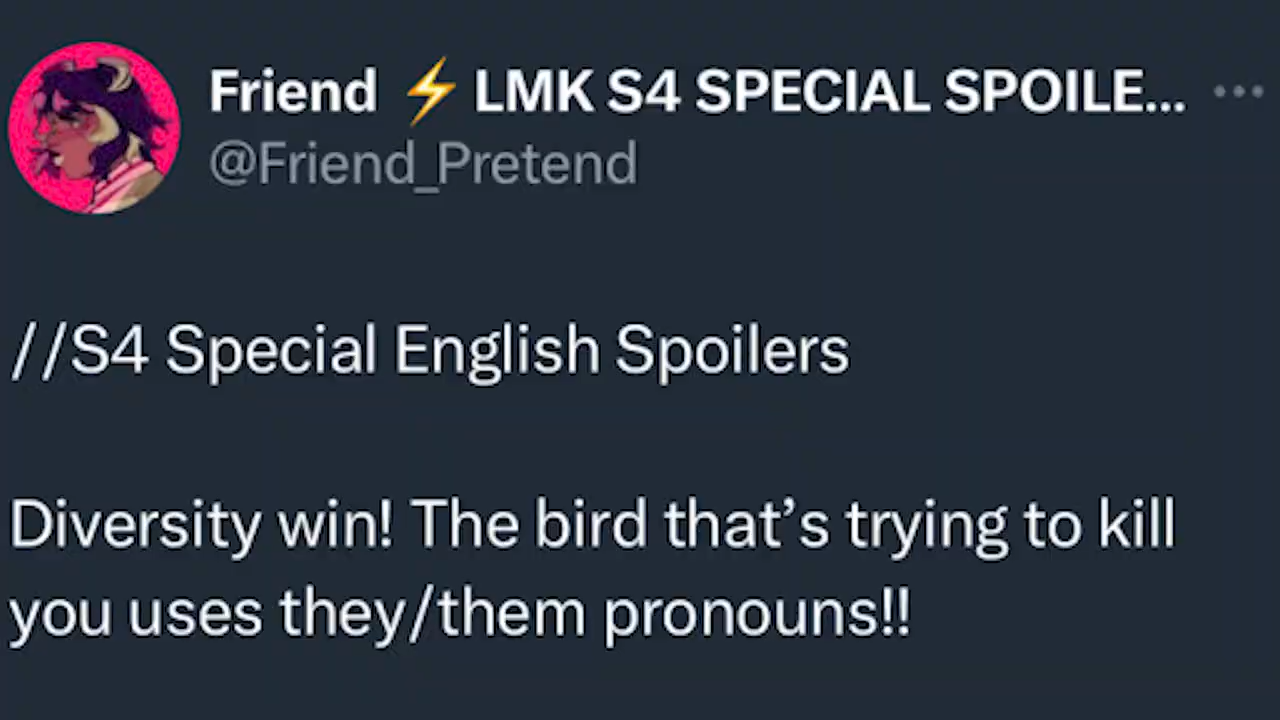 Friend ⚡ LMK S4 SPECIAL SPOILE...
@Friend_Pretend
//S4 Special English Spoilers
Diversity win! The bird that’s trying to kill
you uses they/them pronouns!!